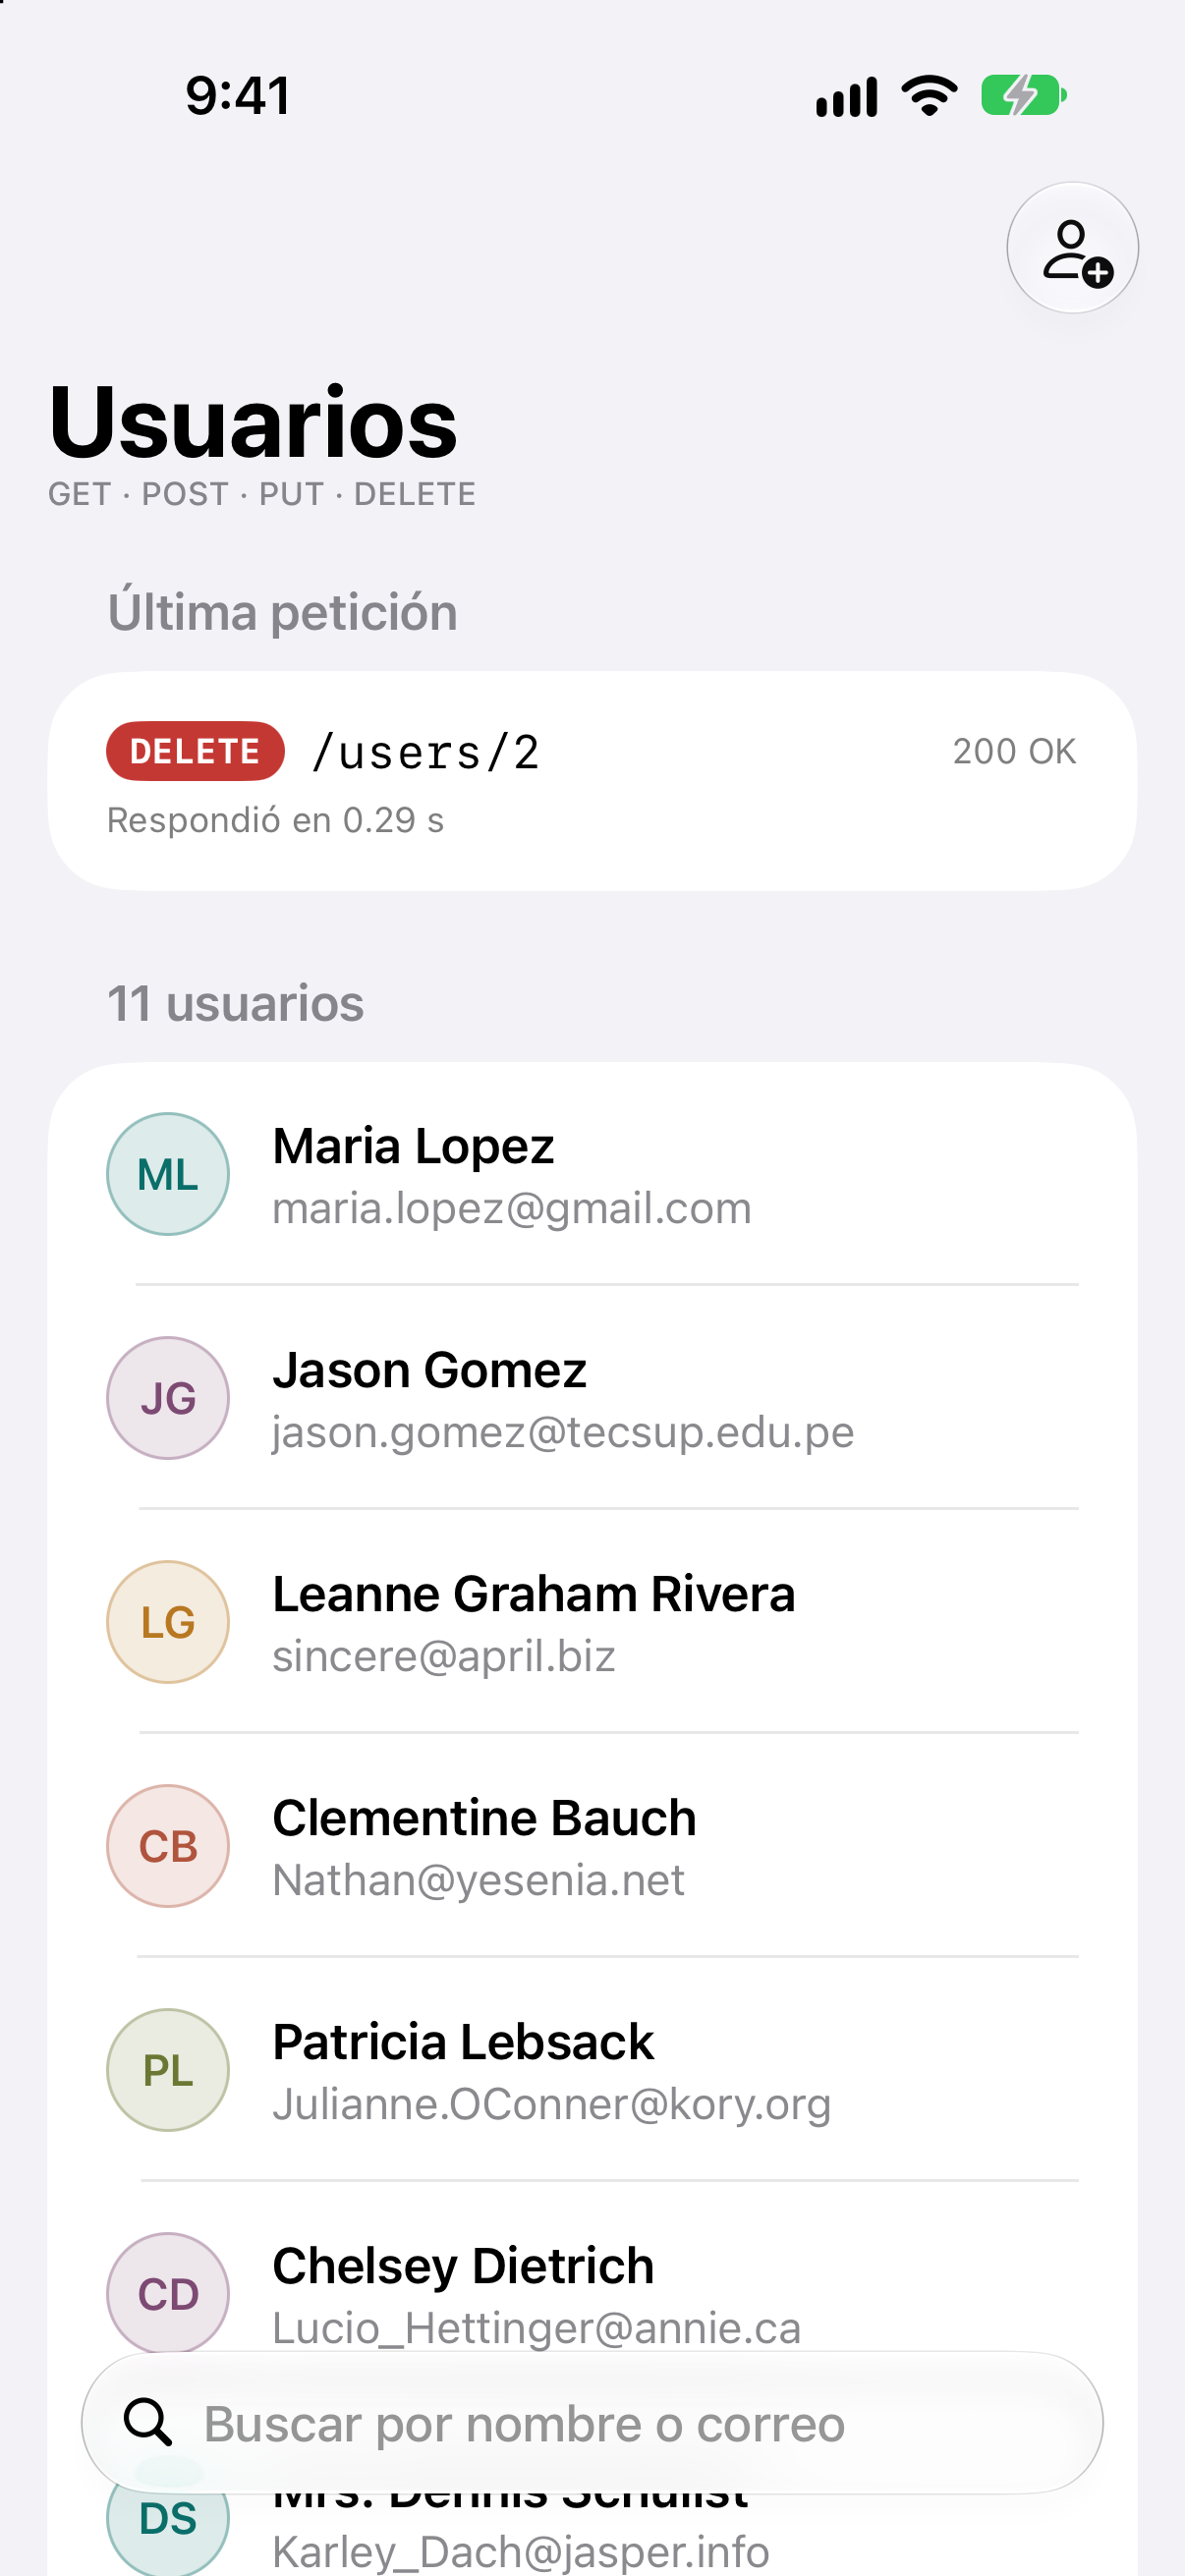 9:41
Usuarios
GET · POST · PUT · DELETE
Última petición
DELETE /users/2 200 OK
Respondió en 0.29 s
11 usuarios
ML Maria Lopez
maria.lopez@gmail.com
JG Jason Gomez
jason.gomez@tecsup.edu.pe
LG Leanne Graham Rivera
sincere@april.biz
CB Clementine Bauch
Nathan@yesenia.net
PL Patricia Lebsack
Julianne.OConner@kory.org
CD Chelsey Dietrich
Lucio_Hettinger@annie.ca
Buscar por nombre o correo
DS Mrs. Dennis Schulist
Karley_Dach@jasper.info